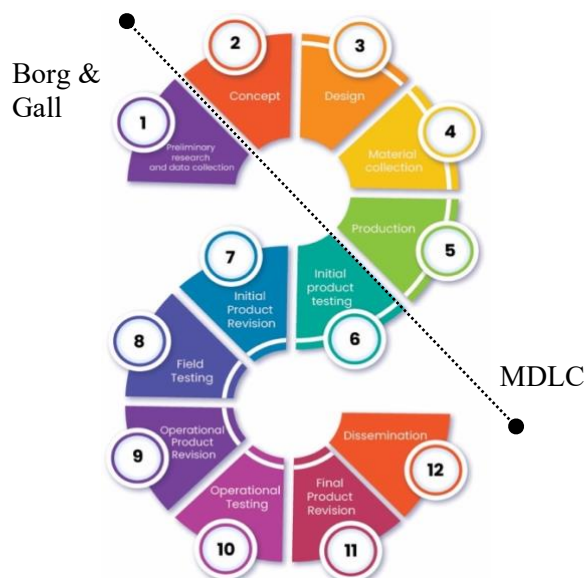 Borg &
Gall
1
Preliminary
research
and data collection
2
Concept
3
Design
4
Material
collection
5
Production
6
Initial
product
testing
7
Initial
Product
Revision
8
Field
Testing
9
Operational
Product
Revision
10
Operational
Testing
11
Final
Product
Revision
12
Dissemination
MDLC